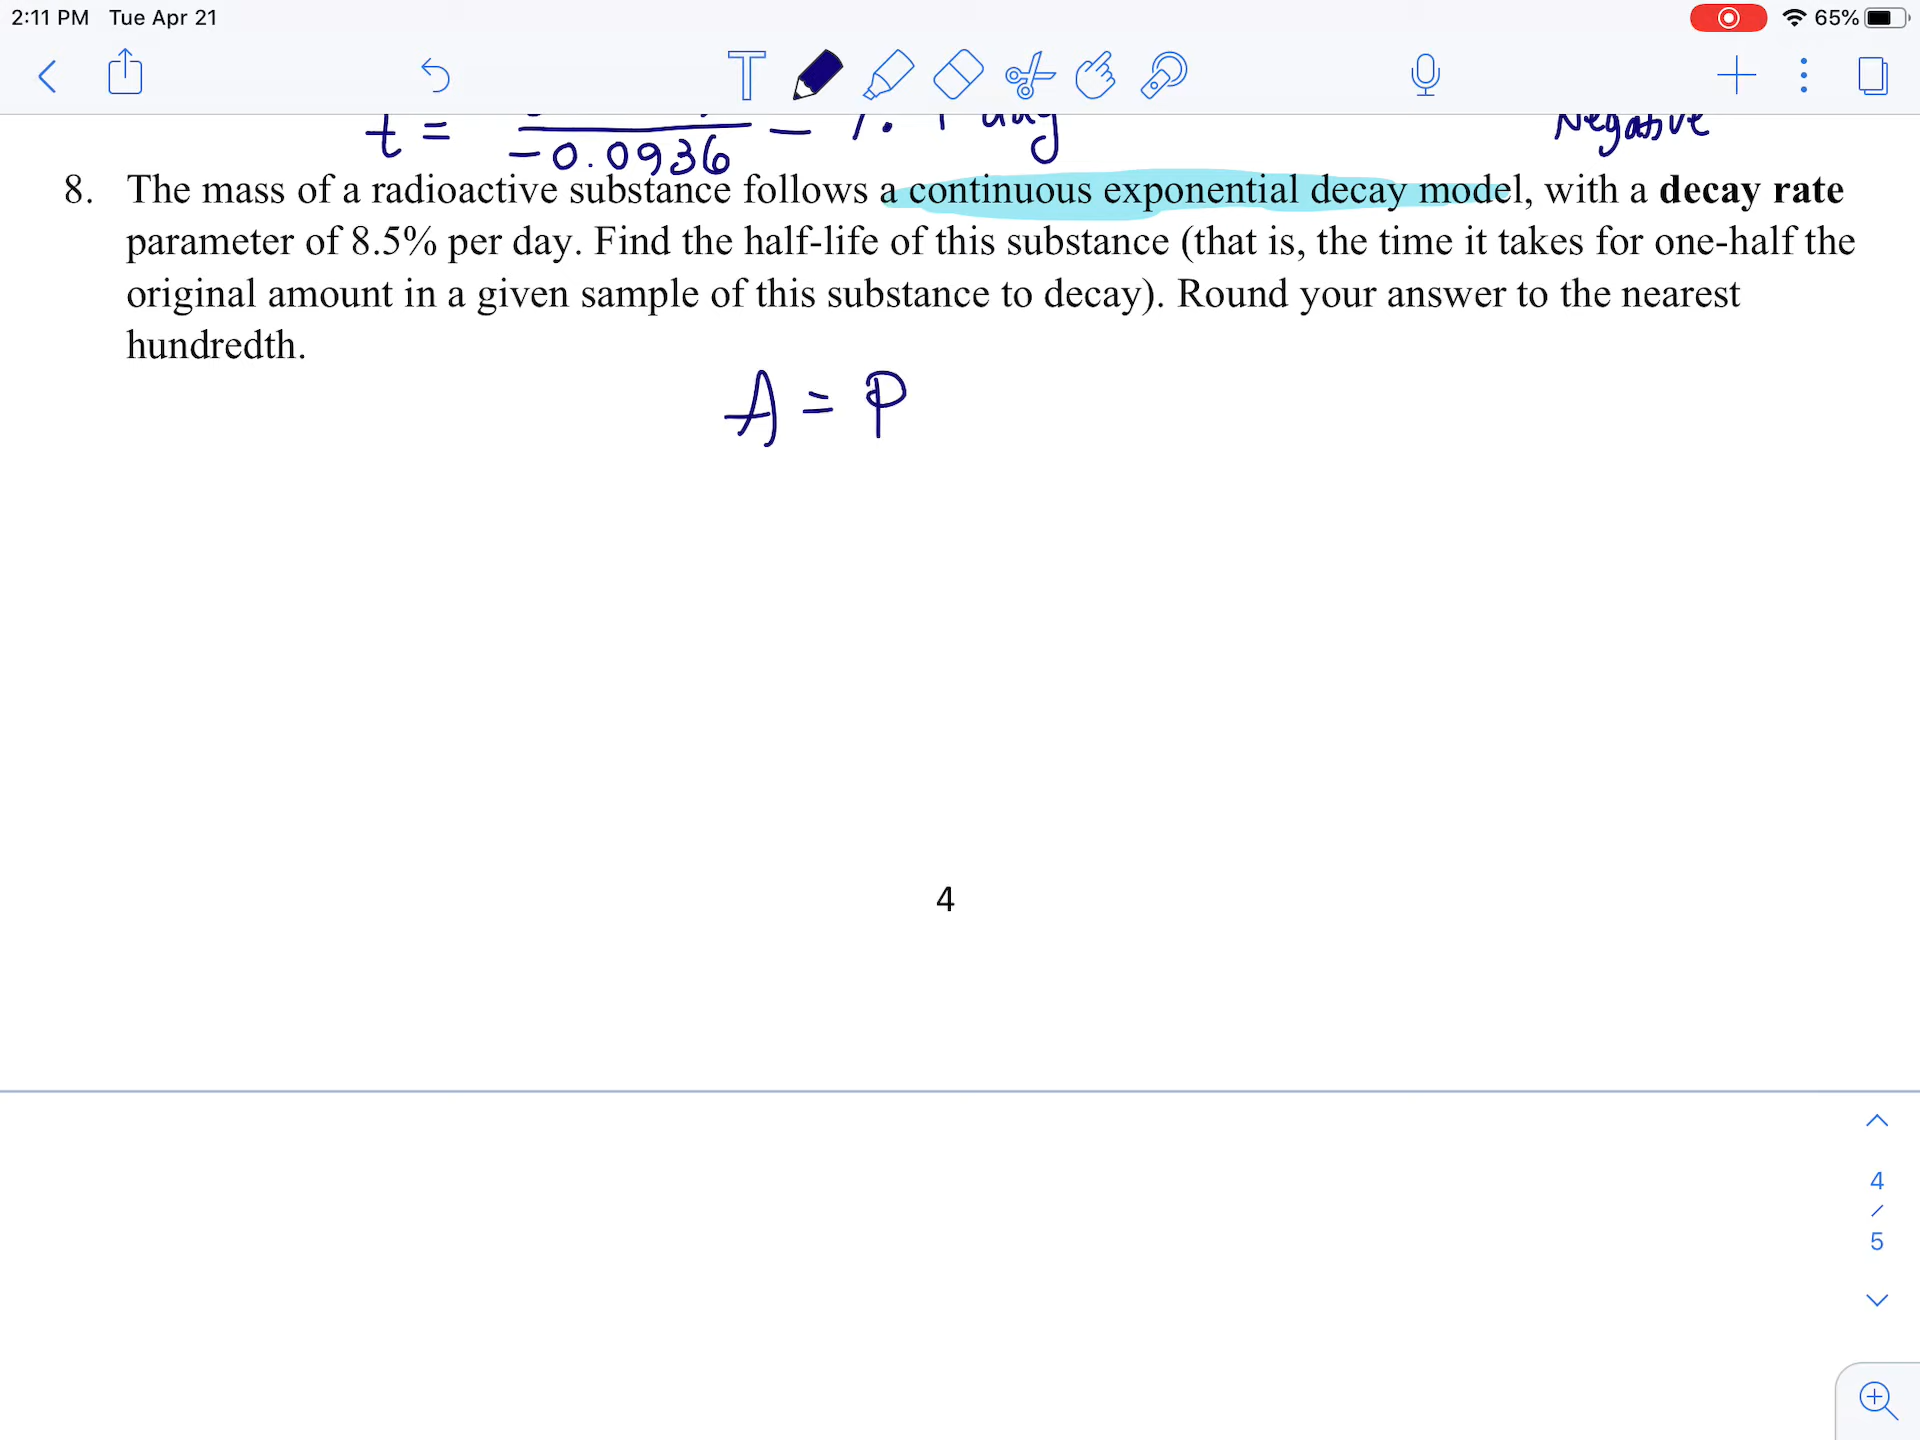 2:11 PM Tue Apr 21
65%
t = -0.0936 = day
Negative
8. The mass of a radioactive substance follows a continuous exponential decay model, with a decay rate
parameter of 8.5% per day. Find the half-life of this substance (that is, the time it takes for one-half the
original amount in a given sample of this substance to decay). Round your answer to the nearest
hundredth.
A = P
4
4
/
5